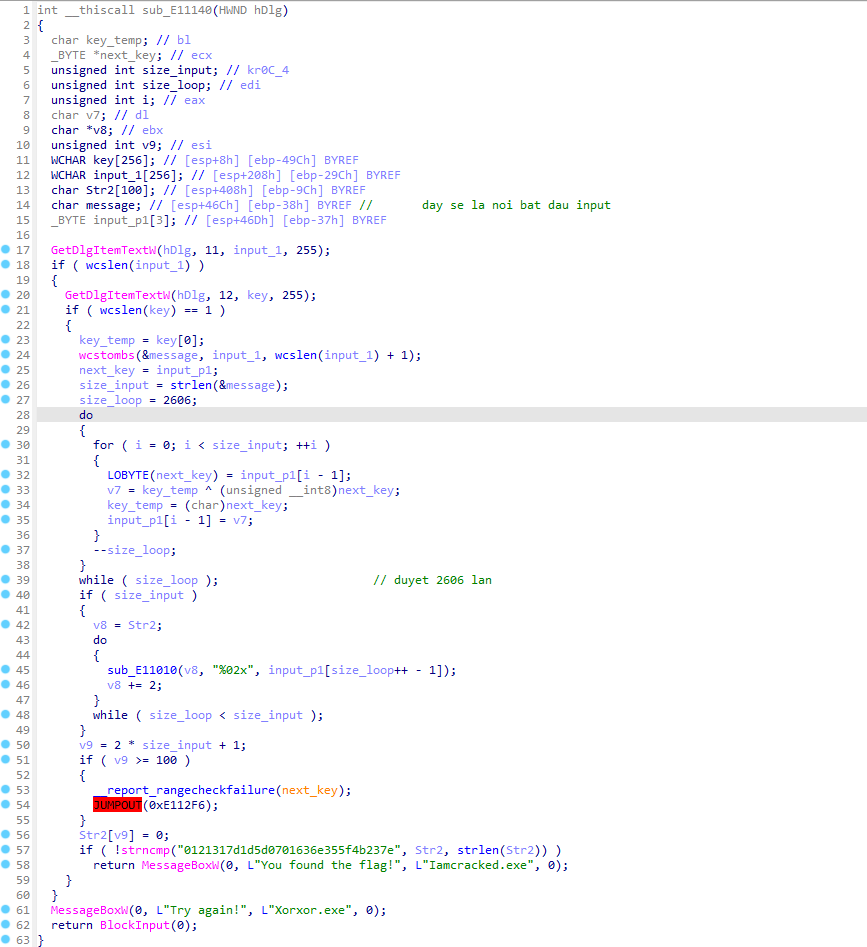 1 int __thiscall sub_E11140(HWND hDlg)
2 {
3 char key_temp; // bl
4 _BYTE *next_key; // ecx
5 unsigned int size_input; // kr0C_4
6 unsigned int size_loop; // edi
7 unsigned int i; // eax
8 char v7; // dl
9 char *v8; // ebx
10 unsigned int v9; // esi
11 WCHAR key[256]; // [esp+8h] [ebp-49Ch] BYREF
12 WCHAR input_1[256]; // [esp+208h] [ebp-29Ch] BYREF
13 char Str2[100]; // [esp+408h] [ebp-9Ch] BYREF
14 char message; // [esp+46Ch] [ebp-38h] BYREF // day se la noi bat dau input
15 _BYTE input_p1[3]; // [esp+46Dh] [ebp-37h] BYREF
16
17 GetDlgItemTextW(hDlg, 11, input_1, 255);
18 if ( wcslen(input_1) )
19 {
20 GetDlgItemTextW(hDlg, 12, key, 255);
21 if ( wcslen(key) == 1 )
22 {
23 key_temp = key[0];
24 wcstombs(&message, input_1, wcslen(input_1) + 1);
25 next_key = input_p1;
26 size_input = strlen(&message);
27 size_loop = 2606;
28 do
29 {
30 for ( i = 0; i < size_input; ++i )
31 {
32 LOBYTE(next_key) = input_p1[i - 1];
33 v7 = key_temp ^ (unsigned __int8)next_key;
34 key_temp = (char)next_key;
35 input_p1[i - 1] = v7;
36 }
37 --size_loop;
38 }
39 while ( size_loop ); // duyet 2606 lan
40 if ( size_input )
41 {
42 v8 = Str2;
43 do
44 {
45 sub_E11010(v8, "%02x", input_p1[size_loop++ - 1]);
46 v8 += 2;
47 }
48 while ( size_loop < size_input );
49 }
50 v9 = 2 * size_input + 1;
51 if ( v9 >= 100 )
52 {
53 __report_rangecheckfailure(next_key);
54 JUMPOUT(0xE112F6);
55 }
56 Str2[v9] = 0;
57 if ( !strncmp("0121317d1d5d0701636e355f4b237e", Str2, strlen(Str2)) )
58 return MessageBoxW(0, L"You found the flag!", L"Iamcracked.exe", 0);
59 }
60 }
61 MessageBoxW(0, L"Try again!", L"Xorxor.exe", 0);
62 return BlockInput(0);
63 }